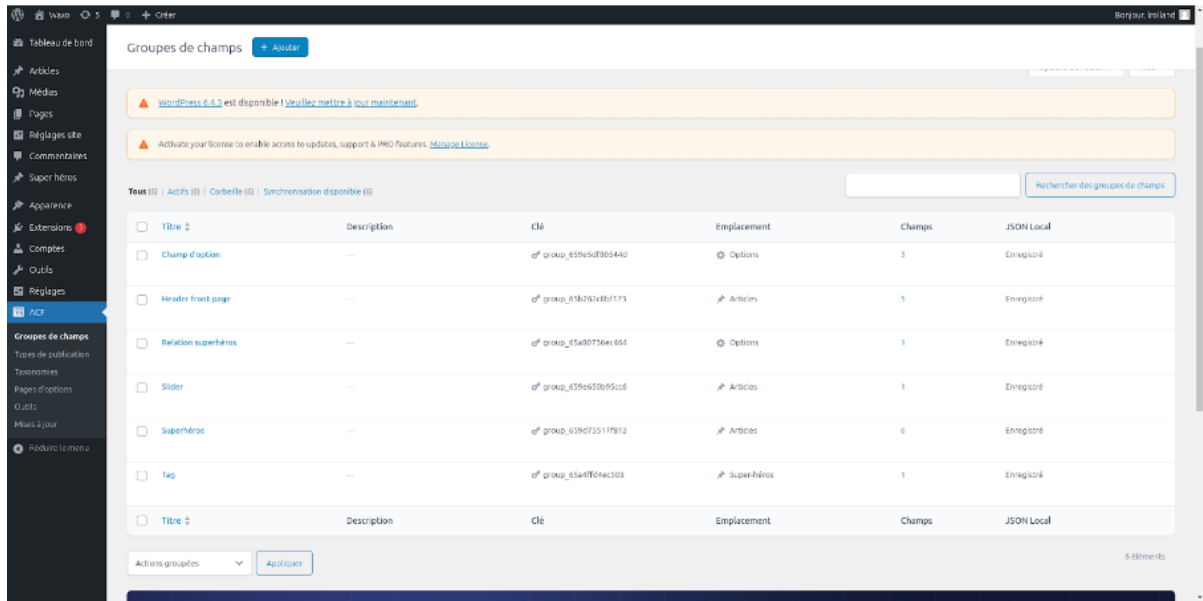 Waxo 5 0 + Créer Bonjour, irolland
Tableau de bord
Articles
Médias
Pages
Réglages site
Commentaires
Super héros
Apparence
Extensions 3
Comptes
Outils
Réglages
ACF
Groupes de champs
Types de publication
Taxonomies
Pages d'options
Outils
Mises à jour
Réduire le menu
Groupes de champs + Ajouter
WordPress 6.4.3 est disponible ! Veuillez mettre à jour maintenant.
Activate your license to enable access to updates, support & PRO features. Manage License.
Tous (6) | Actifs (6) | Corbeille (6) | Synchronisation disponible (6)
Rechercher des groupes de champs
Titre Description Clé Emplacement Champs JSON Local
Champ d'option — Options 3 Enregistré
Header front-page — group_65b262c8bf173 Articles 5 Enregistré
Relation superhéros — group_65a00736ec464 Options 1 Enregistré
Slider — group_659e650b95cc6 Articles 1 Enregistré
Superhéros — group_659d75517f812 Articles 6 Enregistré
Tag — Super-héros 1 Enregistré
Titre Description Clé Emplacement Champs JSON Local
Actions groupées Appliquer
6 éléments